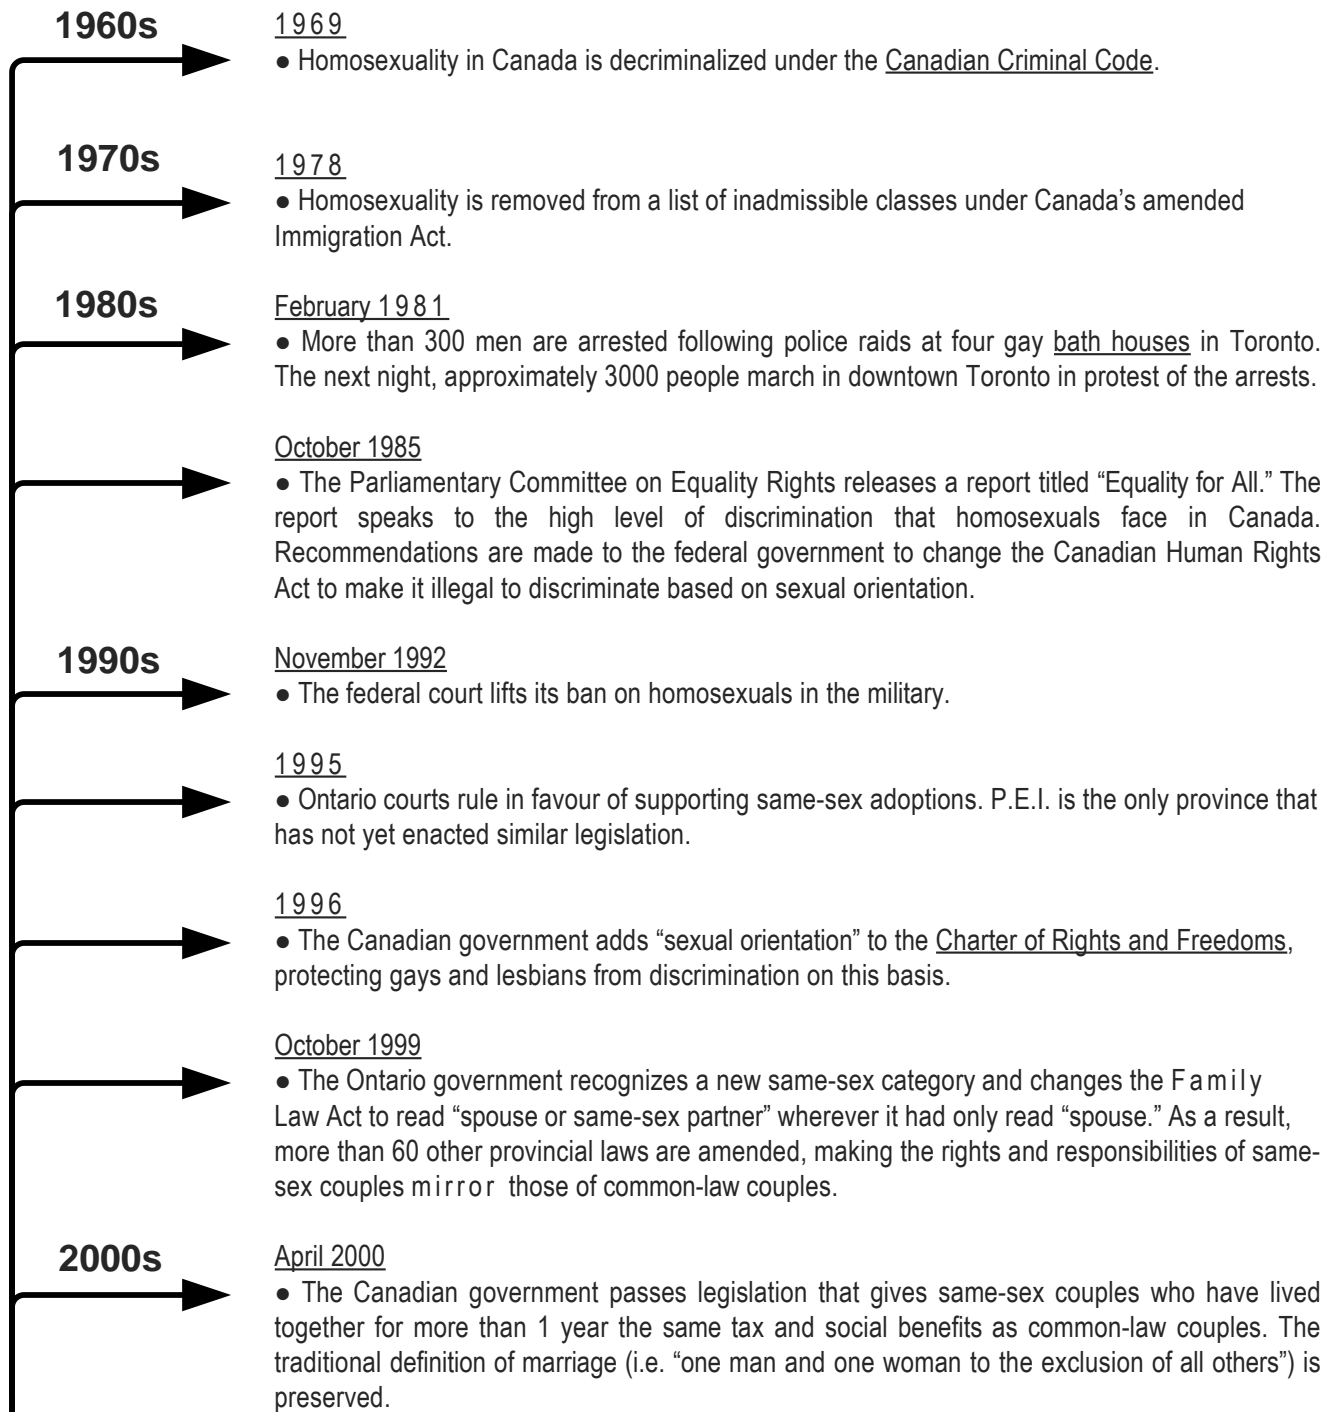 1960s
1969
● Homosexuality in Canada is decriminalized under the Canadian Criminal Code.
1970s
1978
● Homosexuality is removed from a list of inadmissible classes under Canada’s amended
Immigration Act.
1980s
February 1981
● More than 300 men are arrested following police raids at four gay bath houses in Toronto.
The next night, approximately 3000 people march in downtown Toronto in protest of the arrests.
October 1985
● The Parliamentary Committee on Equality Rights releases a report titled “Equality for All.” The
report speaks to the high level of discrimination that homosexuals face in Canada.
Recommendations are made to the federal government to change the Canadian Human Rights
Act to make it illegal to discriminate based on sexual orientation.
1990s
November 1992
● The federal court lifts its ban on homosexuals in the military.
1995
● Ontario courts rule in favour of supporting same-sex adoptions. P.E.I. is the only province that
has not yet enacted similar legislation.
1996
● The Canadian government adds “sexual orientation” to the Charter of Rights and Freedoms,
protecting gays and lesbians from discrimination on this basis.
October 1999
● The Ontario government recognizes a new same-sex category and changes the Family
Law Act to read “spouse or same-sex partner” wherever it had only read “spouse.” As a result,
more than 60 other provincial laws are amended, making the rights and responsibilities of same-
sex couples mirror those of common-law couples.
2000s
April 2000
● The Canadian government passes legislation that gives same-sex couples who have lived
together for more than 1 year the same tax and social benefits as common-law couples. The
traditional definition of marriage (i.e. “one man and one woman to the exclusion of all others”) is
preserved.